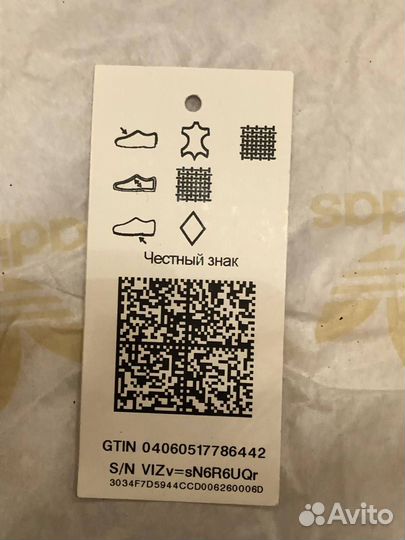 Честный знак
GTIN 04060517786442
S/N VIZv=sN6R6UQr
3034F7D5944CCD006260006D
Avito